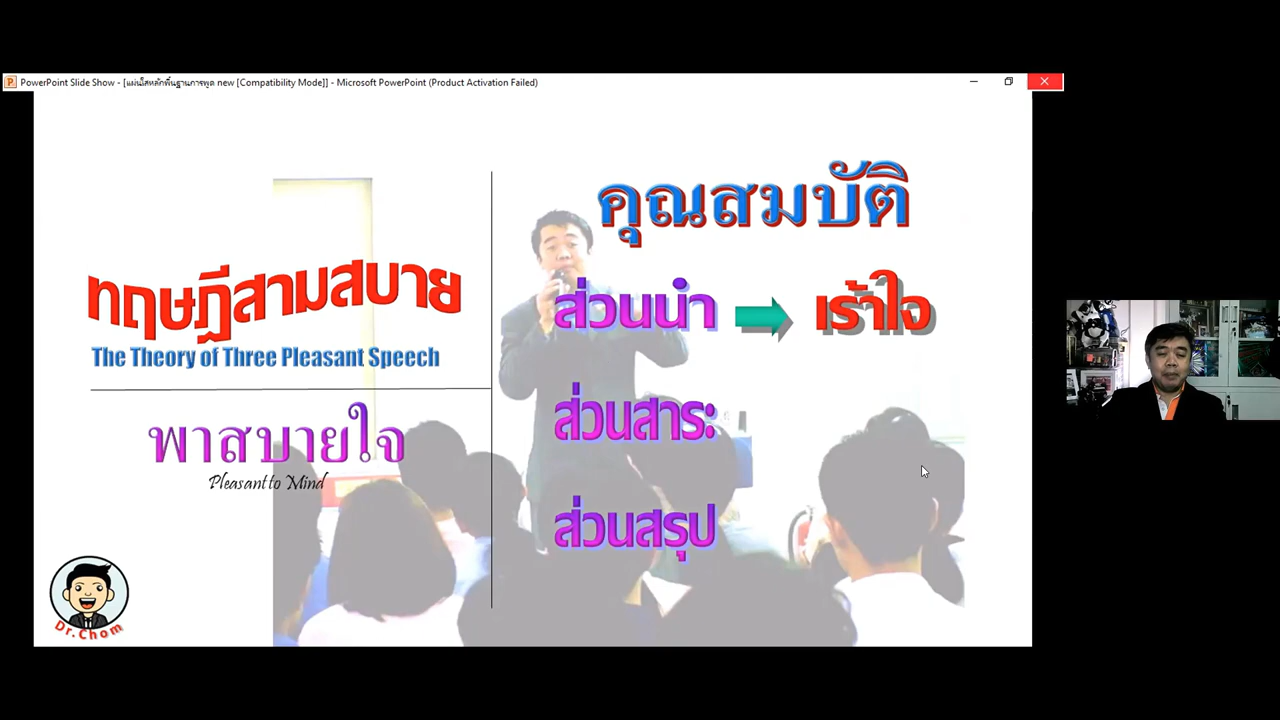 PowerPoint Slide Show - [แผ่นใสหลักพื้นฐานการพูด new [Compatibility Mode]] - Microsoft PowerPoint (Product Activation Failed)
คุณสมบัติ
ทฤษฎีสามสบาย
The Theory of Three Pleasant Speech
พาสบายใจ
Pleasant to Mind
ส่วนนำ
เร้าใจ
ส่วนสาระ
ส่วนสรุป
Dr.Chom